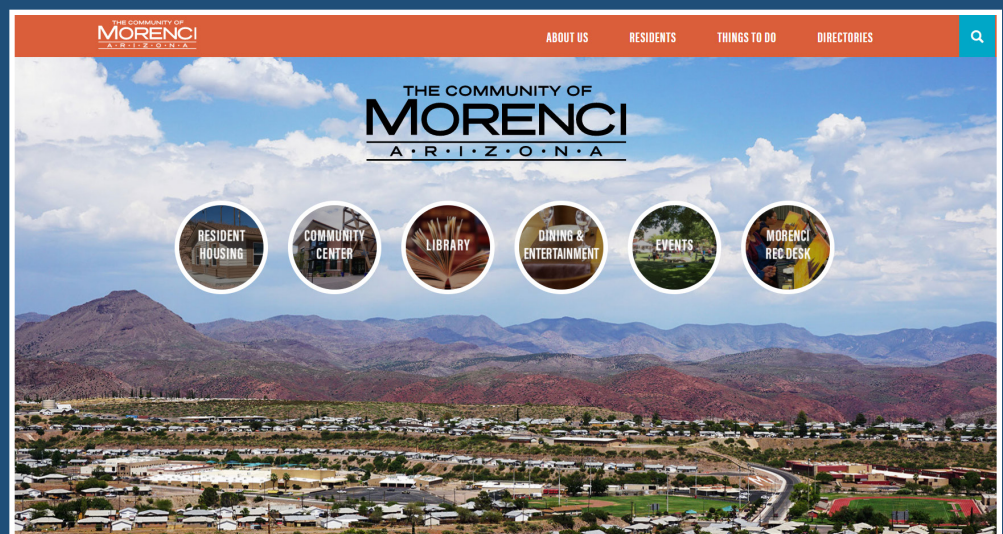 THE COMMUNITY OF
MORENCI
A·R·I·Z·O·N·A
ABOUT US
RESIDENTS
THINGS TO DO
DIRECTORIES
THE COMMUNITY OF
MORENCI
A·R·I·Z·O·N·A
RESIDENT
HOUSING
COMMUNITY
CENTER
LIBRARY
DINING &
ENTERTAINMENT
EVENTS
MORENCI
REC DESK